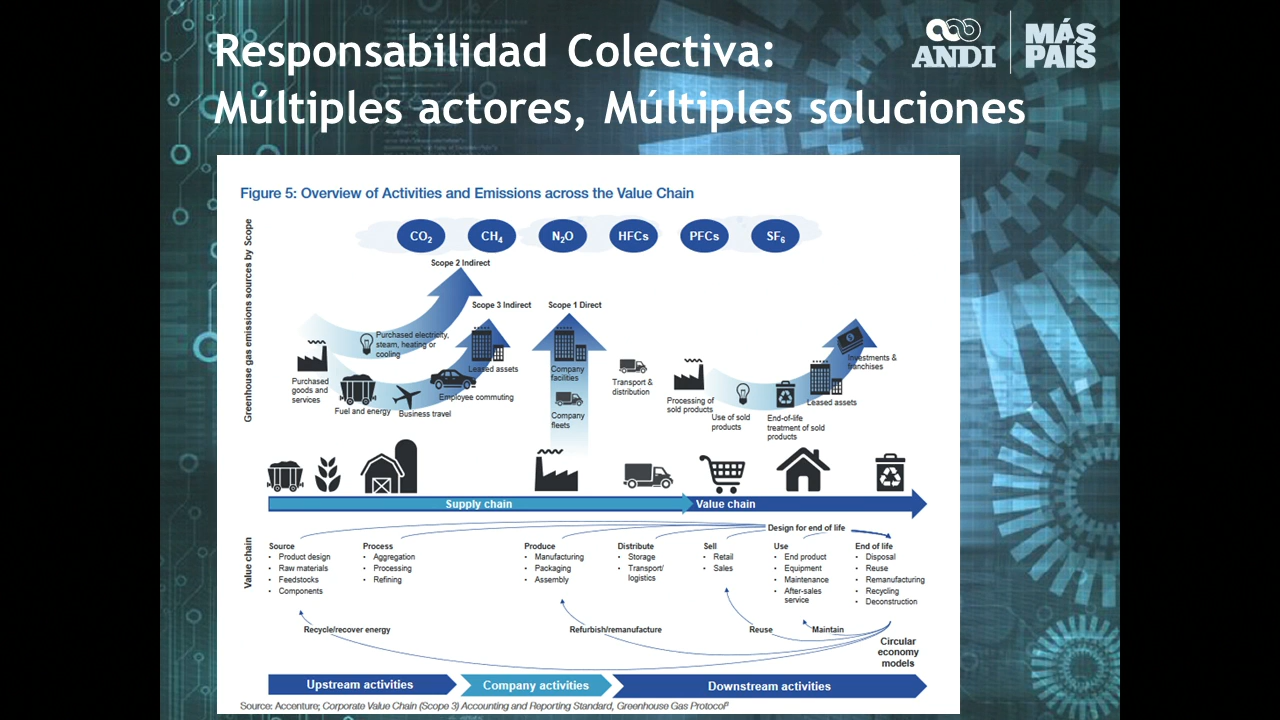 Responsabilidad Colectiva:
Múltiples actores, Múltiples soluciones
ANDI
MÁS
PAÍS
Figure 5: Overview of Activities and Emissions across the Value Chain
Greenhouse gas emissions sources by Scope
CO2
CH4
N2O
HFCs
PFCs
SF6
Scope 2 Indirect
Scope 3 Indirect
Scope 1 Direct
Purchased electricity,
steam, heating or
cooling
Purchased
goods and
services
Fuel and energy
Business travel
Employee commuting
Leased assets
Company
facilities
Company
fleets
Transport &
distribution
Processing of
sold products
Use of sold
products
End-of-life
treatment of sold
products
Leased assets
Investments &
franchises
Supply chain
Value chain
Value chain
Design for end of life
Source
• Product design
• Raw materials
• Feedstocks
• Components
Process
• Aggregation
• Processing
• Refining
Produce
• Manufacturing
• Packaging
• Assembly
Distribute
• Storage
• Transport/
logistics
Sell
• Retail
• Sales
Use
• End product
• Equipment
• Maintenance
• After-sales
service
End of life
• Disposal
• Reuse
• Remanufacturing
• Recycling
• Deconstruction
Recycle/recover energy
Refurbish/remanufacture
Reuse
Maintain
Circular
economy
models
Upstream activities
Company activities
Downstream activities
Source: Accenture; Corporate Value Chain (Scope 3) Accounting and Reporting Standard, Greenhouse Gas Protocol